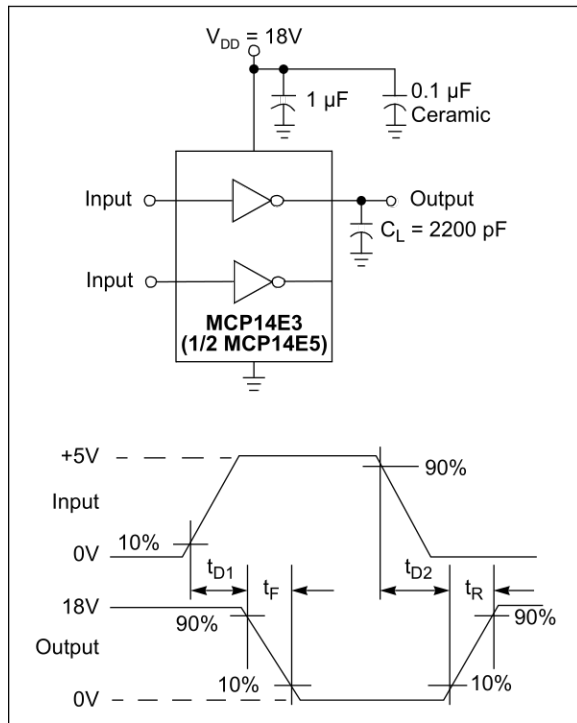 V_DD = 18V
1 µF
0.1 µF
Ceramic
Input
Output
C_L = 2200 pF
Input
MCP14E3
(1/2 MCP14E5)
+5V
90%
Input
10%
0V
t_D1
t_F
t_D2
t_R
18V
90%
90%
Output
10%
10%
0V